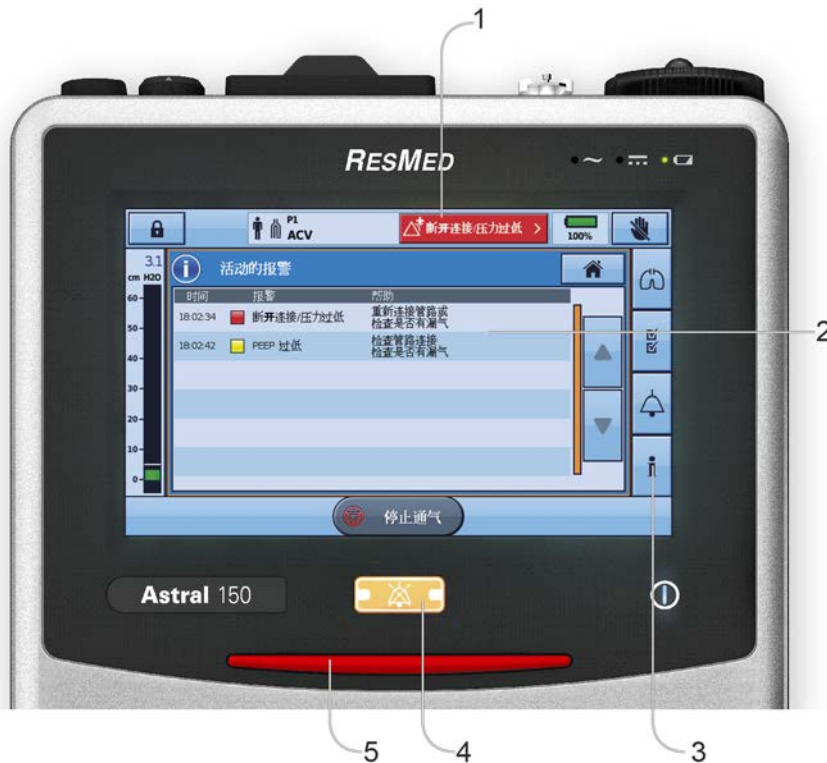 1
RESMED
P1
ACV
断开连接/压力过低 >
100%
3.1
cm H2O
活动的报警
时间 报警 帮助
18:02:34 断开连接/压力过低 重新连接管路或
检查是否有漏气
18:02:42 PEEP 过低 检查管路连接
检查是否有漏气
60
50
40
30
20
10
0
2
停止通气
Astral 150
5
4
3